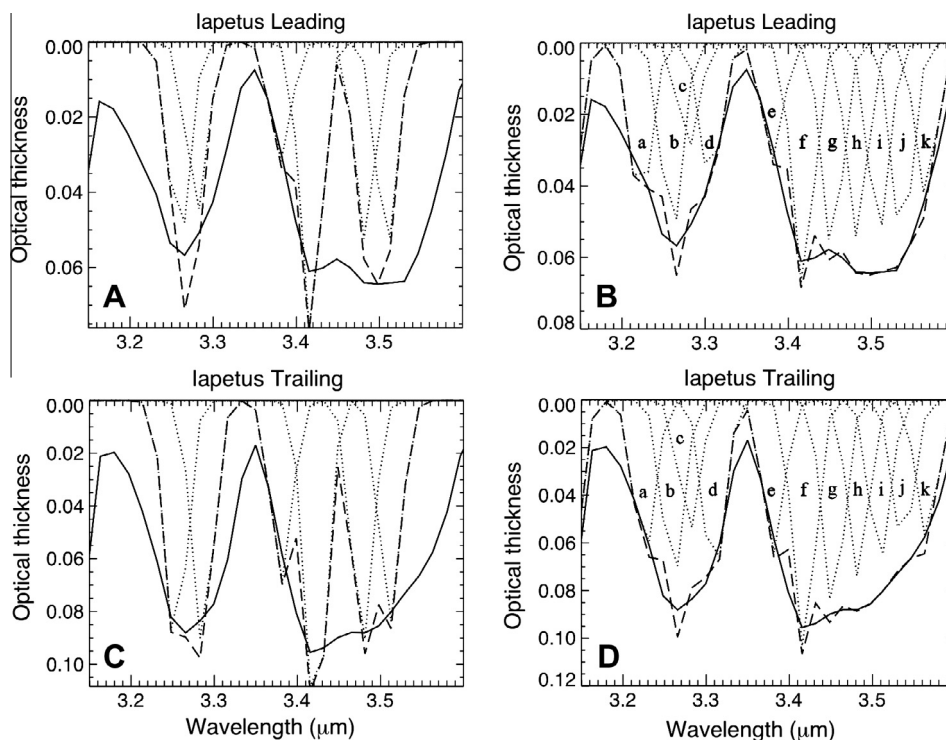 Iapetus Leading
0.00
0.02
0.04
0.06
Optical thickness
A
3.2 3.3 3.4 3.5
Iapetus Leading
0.00
0.02
0.04
0.06
0.08
Optical thickness
a b c d e f g h i j k
B
3.2 3.3 3.4 3.5
Iapetus Trailing
0.00
0.02
0.04
0.06
0.08
0.10
Optical thickness
C
3.2 3.3 3.4 3.5
Wavelength (μm)
Iapetus Trailing
0.00
0.02
0.04
0.06
0.08
0.10
0.12
Optical thickness
a b c d e f g h i j k
D
3.2 3.3 3.4 3.5
Wavelength (μm)